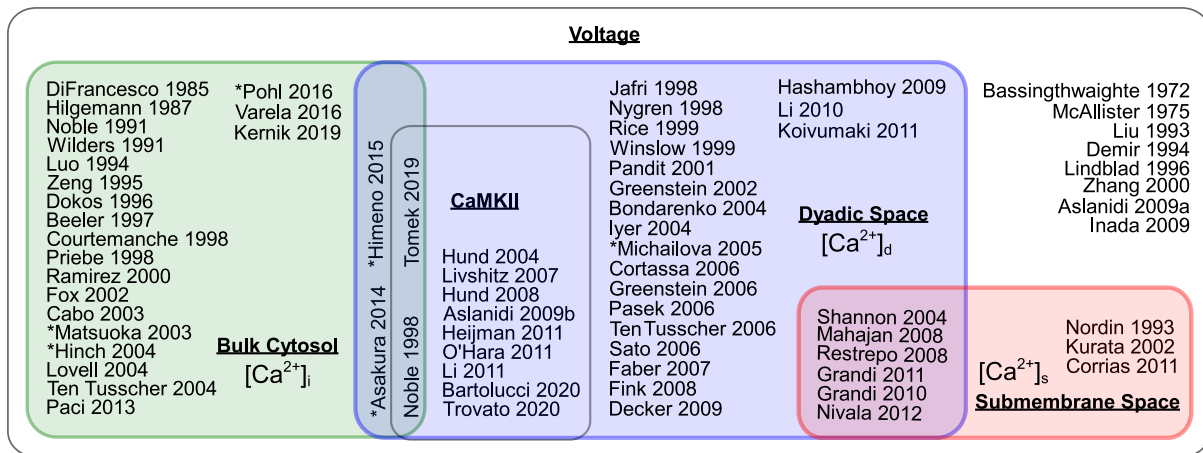 Voltage
DiFrancesco 1985
Hilgemann 1987
Noble 1991
Wilders 1991
Luo 1994
Zeng 1995
Dokos 1996
Beeler 1997
Courtemanche 1998
Priebe 1998
Ramirez 2000
Fox 2002
Cabo 2003
*Matsuoka 2003
*Hinch 2004
Lovell 2004
Ten Tusscher 2004
Paci 2013
*Pohl 2016
Varela 2016
Kernik 2019
Bulk Cytosol
[Ca²⁺]ᵢ
*Asakura 2014
*Himeno 2015
Noble 1998
Tomek 2019
CaMKII
Hund 2004
Livshitz 2007
Hund 2008
Aslanidi 2009b
Heijman 2011
O'Hara 2011
Li 2011
Bartolucci 2020
Trovato 2020
Jafri 1998
Nygren 1998
Rice 1999
Winslow 1999
Pandit 2001
Greenstein 2002
Bondarenko 2004
Iyer 2004
*Michailova 2005
Cortassa 2006
Greenstein 2006
Pasek 2006
Ten Tusscher 2006
Sato 2006
Faber 2007
Fink 2008
Decker 2009
Hashambhoy 2009
Li 2010
Koivumaki 2011
Dyadic Space
[Ca²⁺]d
Shannon 2004
Mahajan 2008
Restrepo 2008
Grandi 2011
Grandi 2010
Nivala 2012
Bassingthwaighte 1972
McAllister 1975
Liu 1993
Demir 1994
Lindblad 1996
Zhang 2000
Aslanidi 2009a
Inada 2009
Nordin 1993
Kurata 2002
Corrias 2011
[Ca²⁺]s
Submembrane Space